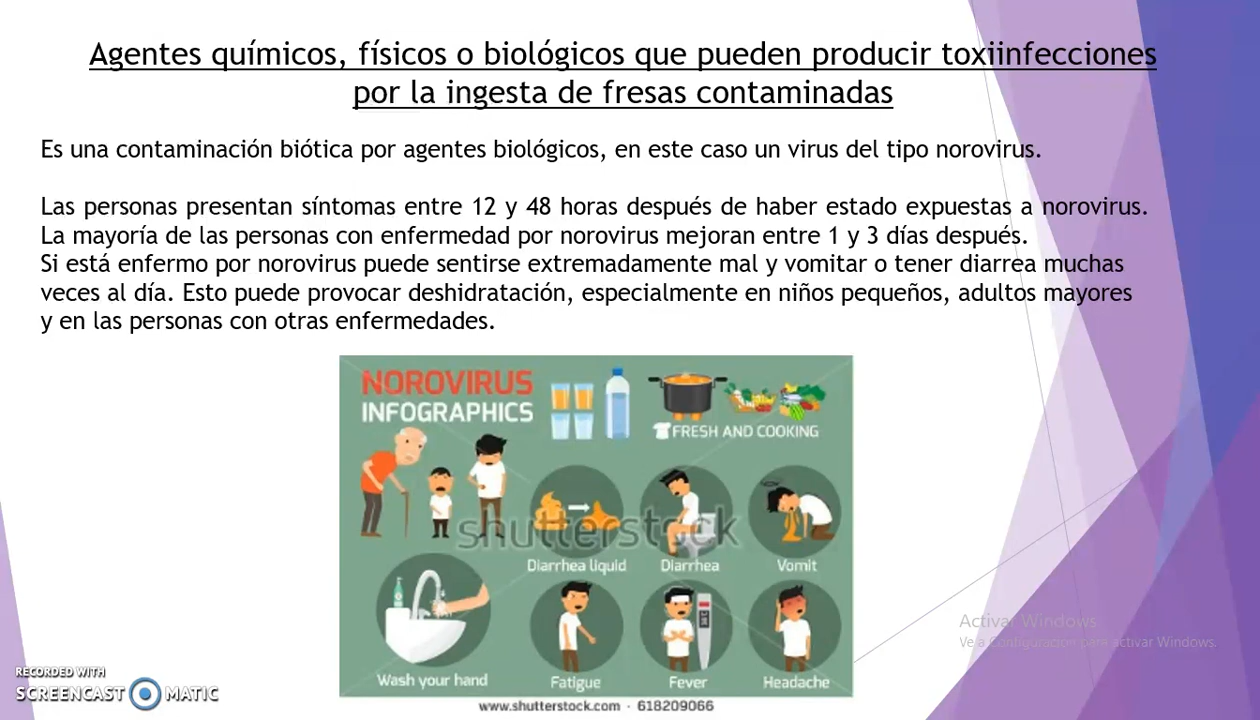 Agentes químicos, físicos o biológicos que pueden producir toxiinfecciones
por la ingesta de fresas contaminadas
Es una contaminación biótica por agentes biológicos, en este caso un virus del tipo norovirus.
Las personas presentan síntomas entre 12 y 48 horas después de haber estado expuestas a norovirus.
La mayoría de las personas con enfermedad por norovirus mejoran entre 1 y 3 días después.
Si está enfermo por norovirus puede sentirse extremadamente mal y vomitar o tener diarrea muchas
veces al día. Esto puede provocar deshidratación, especialmente en niños pequeños, adultos mayores
y en las personas con otras enfermedades.
NOROVIRUS
INFOGRAPHICS
FRESH AND COOKING
shutterstock
Diarrhea liquid
Diarrhea
Vomit
Wash your hand
Fatigue
Fever
Headache
www.shutterstock.com · 618209066
Activar Windows
Ve a Configuración para activar Windows.
RECORDED WITH
SCREENCAST MATIC